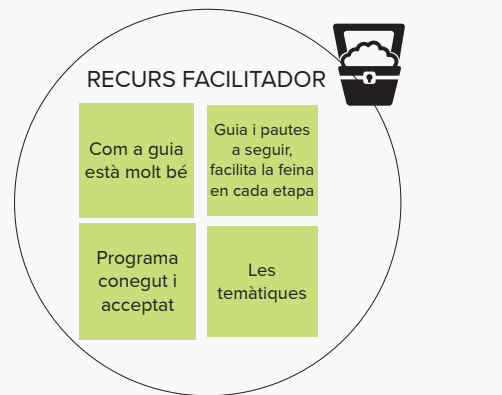 RECURS FACILITADOR
Com a guia
està molt bé
Guia i pautes
a seguir,
facilita la feina
en cada etapa
Programa
conegut i
acceptat
Les
temàtiques